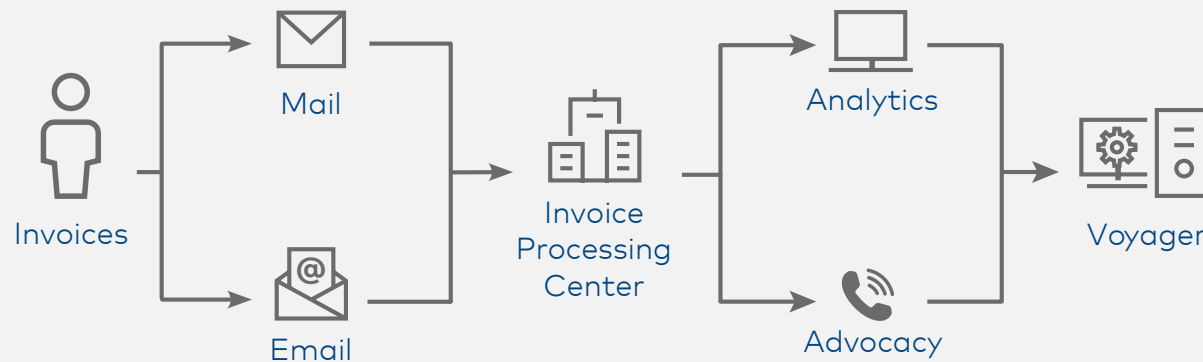 Invoices
Mail
Email
@
Invoice
Processing
Center
Analytics
Advocacy
Voyager